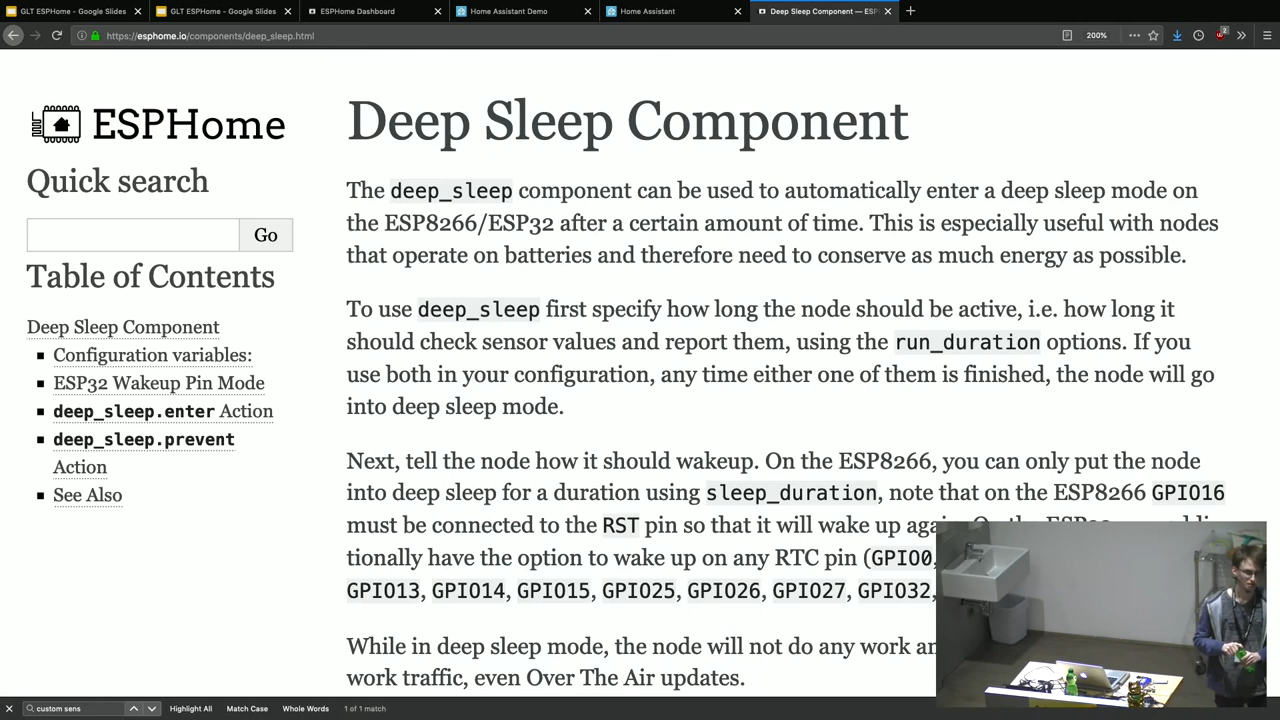 GLT ESPHome - Google Slides
GLT ESPHome - Google Slides
ESPHome Dashboard
Home Assistant Demo
Home Assistant
Deep Sleep Component — ESP
https://esphome.io/components/deep_sleep.html
200%
2
ESPHome
Quick search
Go
Table of Contents
Deep Sleep Component
Configuration variables:
ESP32 Wakeup Pin Mode
deep_sleep.enter Action
deep_sleep.prevent
Action
See Also
Deep Sleep Component
The deep_sleep component can be used to automatically enter a deep sleep mode on
the ESP8266/ESP32 after a certain amount of time. This is especially useful with nodes
that operate on batteries and therefore need to conserve as much energy as possible.
To use deep_sleep first specify how long the node should be active, i.e. how long it
should check sensor values and report them, using the run_duration options. If you
use both in your configuration, any time either one of them is finished, the node will go
into deep sleep mode.
Next, tell the node how it should wakeup. On the ESP8266, you can only put the node
into deep sleep for a duration using sleep_duration, note that on the ESP8266 GPIO16
must be connected to the RST pin so that it will wake up
tionally have the option to wake up on any RTC pin (GPIO0,
GPIO13, GPIO14, GPIO15, GPIO25, GPIO26, GPIO27, GPIO32,
While in deep sleep mode, the node will not do any work
work traffic, even Over The Air updates.
custom sens
Highlight All
Match Case
Whole Words
1 of 1 match